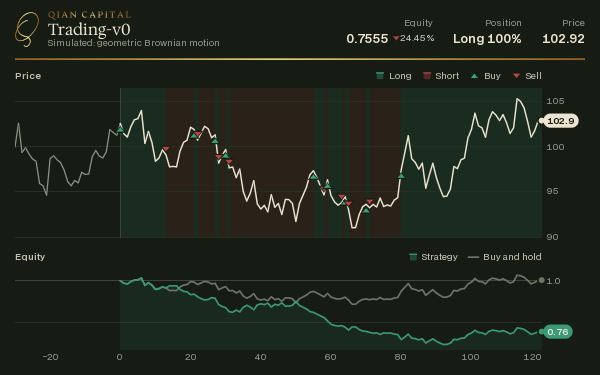 QIAN CAPITAL
Trading-v0
Simulated: geometric Brownian motion
Equity
0.7555 ▼24.45%
Position
Long 100%
Price
102.92
Price
Long Short Buy Sell
105
102.9
100
95
90
Equity
Strategy Buy and hold
1.0
0.76
−20 0 20 40 60 80 100 120